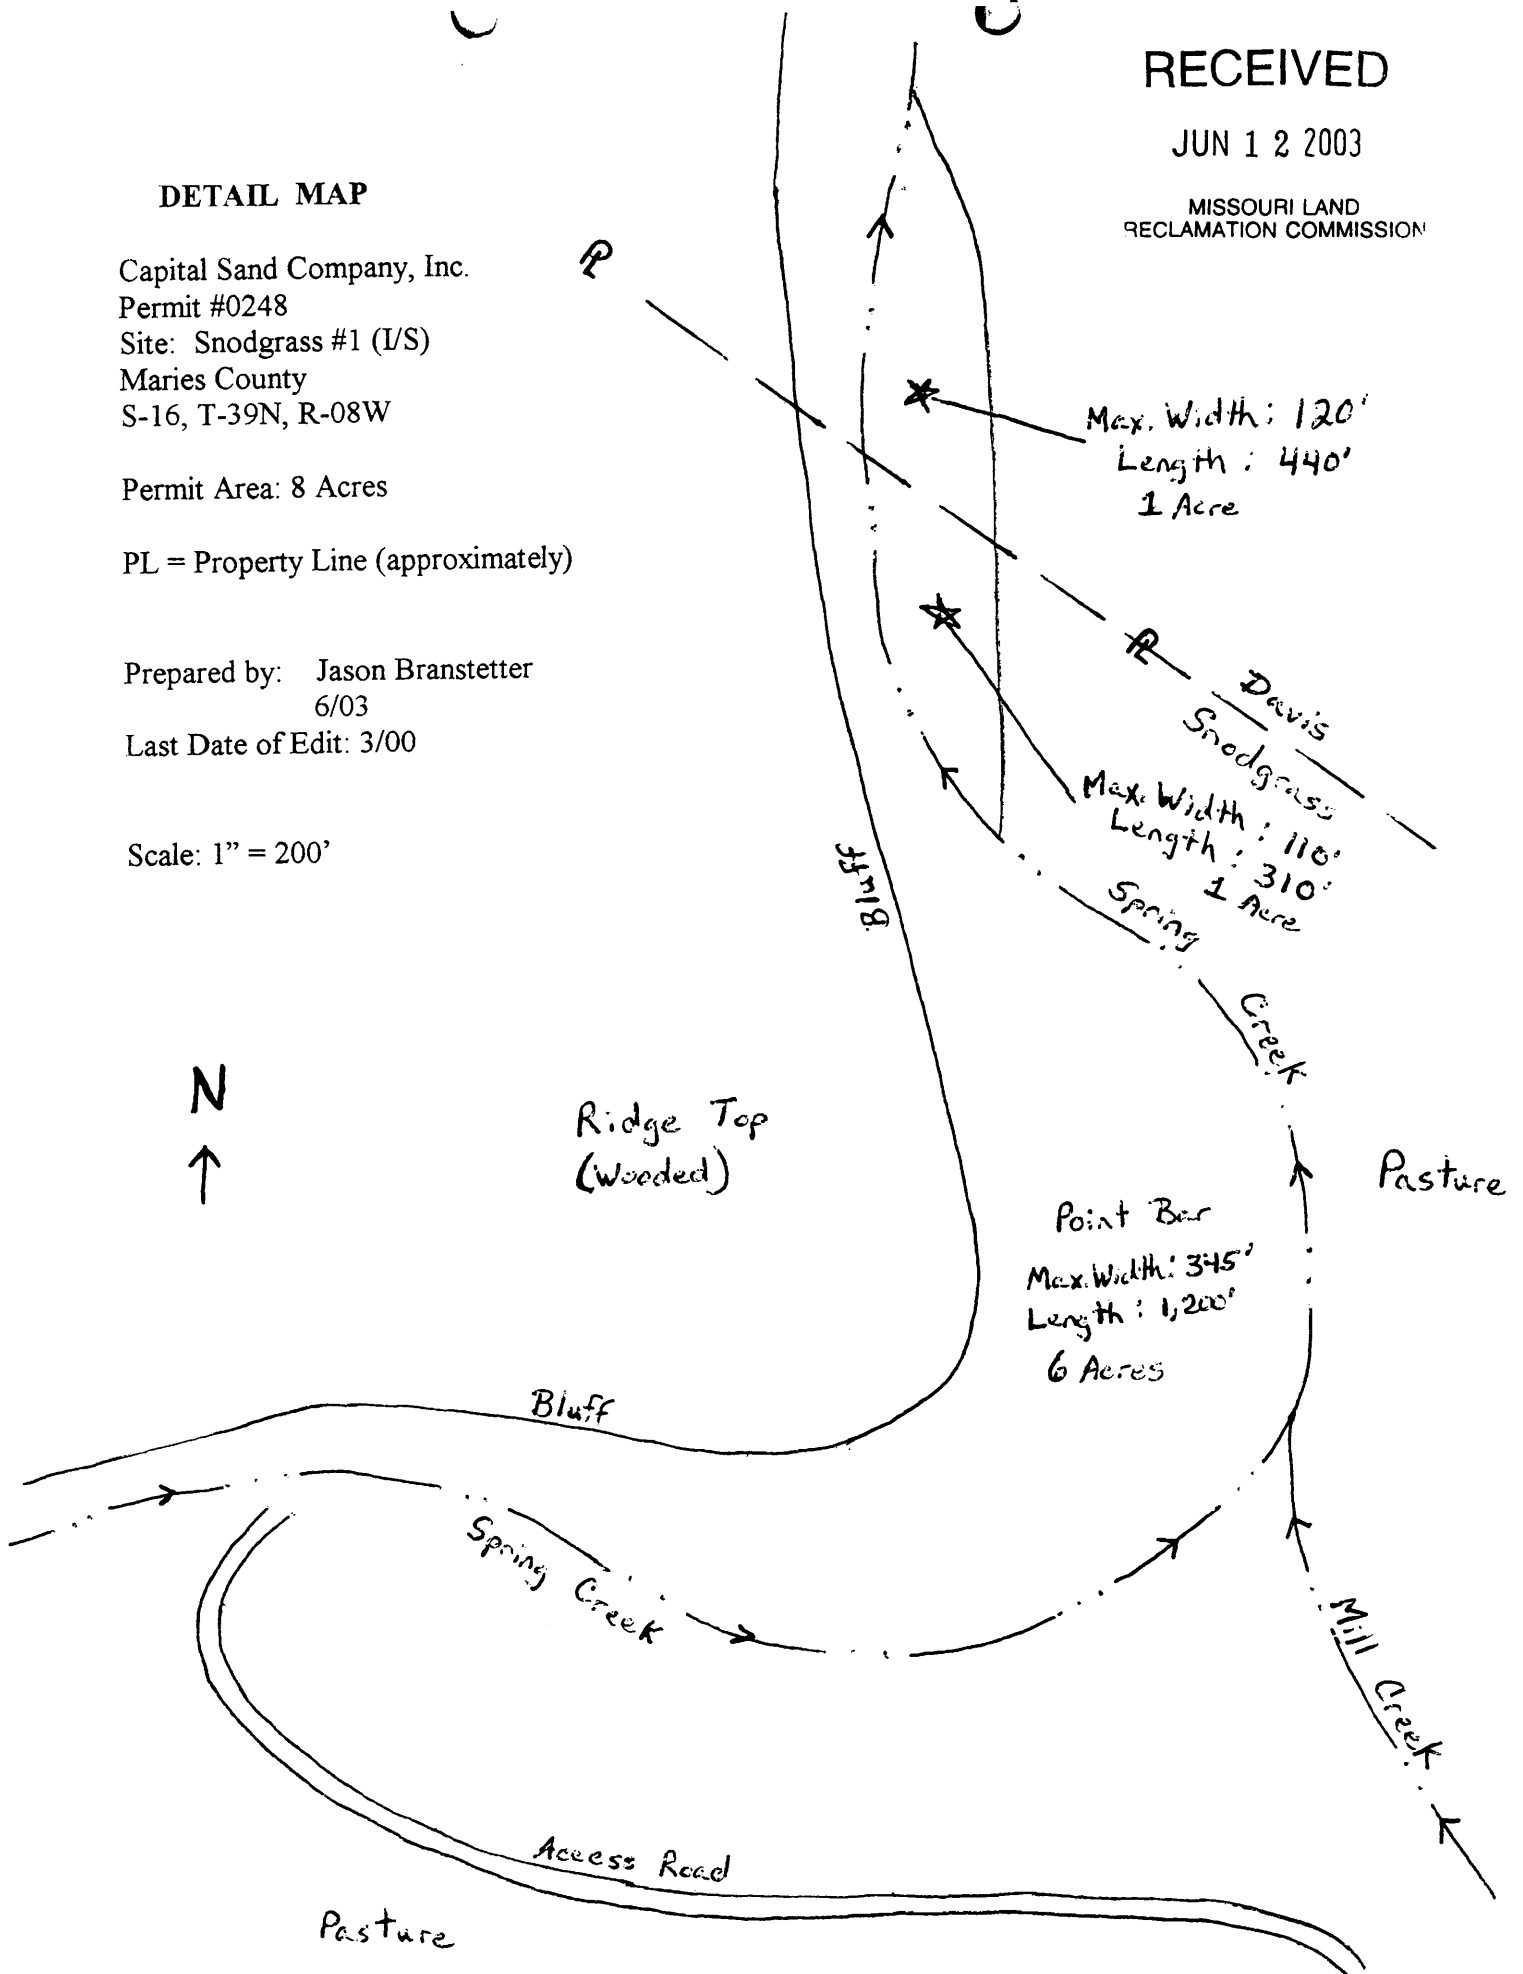 RECEIVED
JUN 1 2 2003
MISSOURI LAND
RECLAMATION COMMISSION
DETAIL MAP
Capital Sand Company, Inc.
Permit #0248
Site: Snodgrass #1 (I/S)
Maries County
S-16, T-39N, R-08W
Permit Area: 8 Acres
PL = Property Line (approximately)
Prepared by: Jason Branstetter
6/03
Last Date of Edit: 3/00
Scale: 1” = 200’
PL
Max. Width: 120'
Length: 440'
1 Acre
PL
Davis
Snodgrass
Max. Width: 110'
Length: 310'
1 Acre
Bluff
Spring
Creek
N
Ridge Top
(Wooded)
Pasture
Point Bar
Max. Width: 345'
Length: 1,200'
6 Acres
Bluff
Spring Creek
Mill Creek
Access Road
Pasture